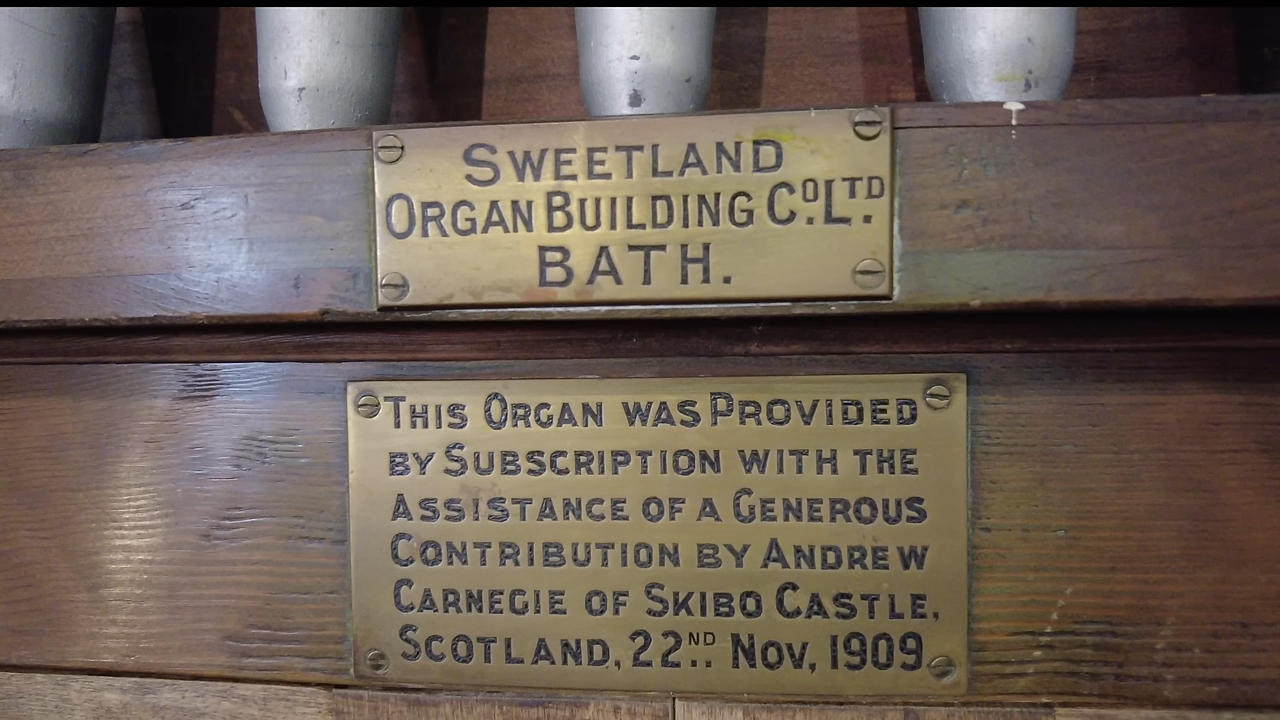 SWEETLAND
ORGAN BUILDING Cº. Lᵀᴰ.
BATH.
THIS ORGAN WAS PROVIDED
BY SUBSCRIPTION WITH THE
ASSISTANCE OF A GENEROUS
CONTRIBUTION BY ANDREW
CARNEGIE OF SKIBO CASTLE,
SCOTLAND, 22ᴺᴰ. NOV, 1909